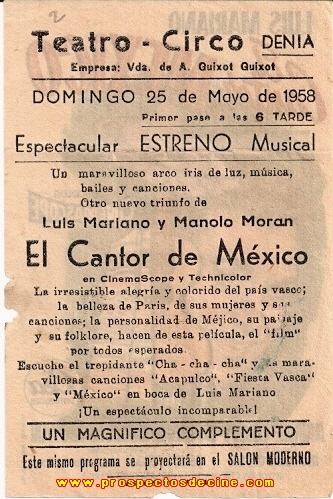 2
Teatro - Circo DENIA
Empresa: Vda. de A. Guixot Guixot
DOMINGO 25 de Mayo de 1958
Primer pase a las 6 TARDE
Espectacular ESTRENO Musical
Un maravilloso arco iris de luz, música,
bailes y canciones.
Otro nuevo triunfo de
Luis Mariano y Manolo Moran
El Cantor de México
en CinemaScope y Technicolor
La irresistible alegría y colorido del país vasco;
la belleza de Paris, de sus mujeres y sus
canciones; la personalidad de Méjico, su paisaje
y su folklore, hacen de esta película, el "film"
por todos esperados.
Escuche el trepidante "Cha - cha - cha" y las mara-
villosas canciones "Acapulco", "Fiesta Vasca"
y "México" en boca de Luis Mariano
¡Un espectáculo incomparable!
UN MAGNIFICO COMPLEMENTO
Este mismo programa se proyectará en el SALON MODERNO
www.prospectosdecine.com